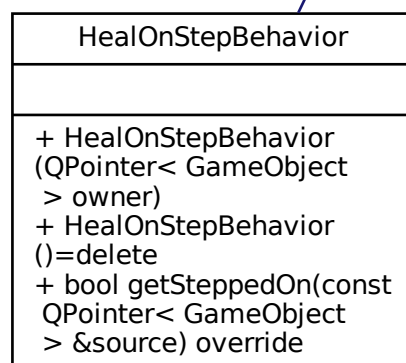 HealOnStepBehavior
+ HealOnStepBehavior
(QPointer< GameObject
> owner)
+ HealOnStepBehavior
()=delete
+ bool getSteppedOn(const
QPointer< GameObject
> &source) override